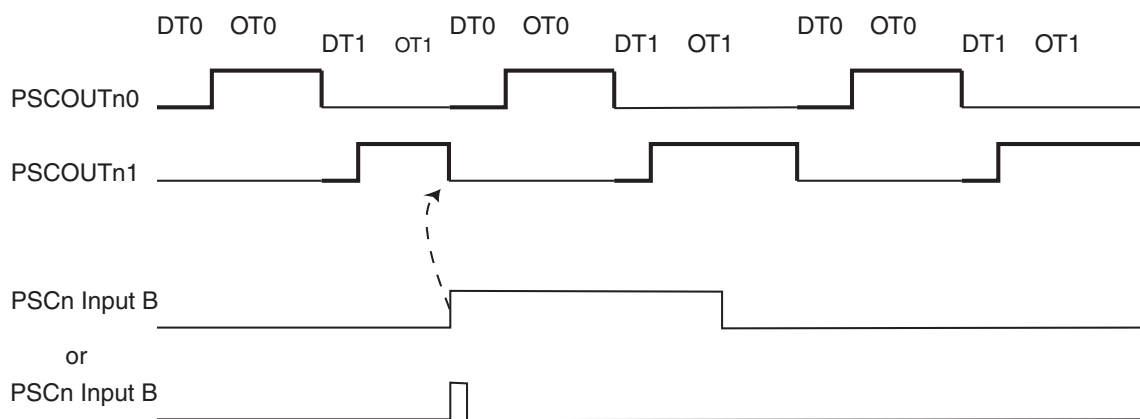 DT0 OT0 DT1 OT1 DT0 OT0 DT1 OT1 DT0 OT0 DT1 OT1
PSCOUTn0
PSCOUTn1
PSCn Input B
or
PSCn Input B